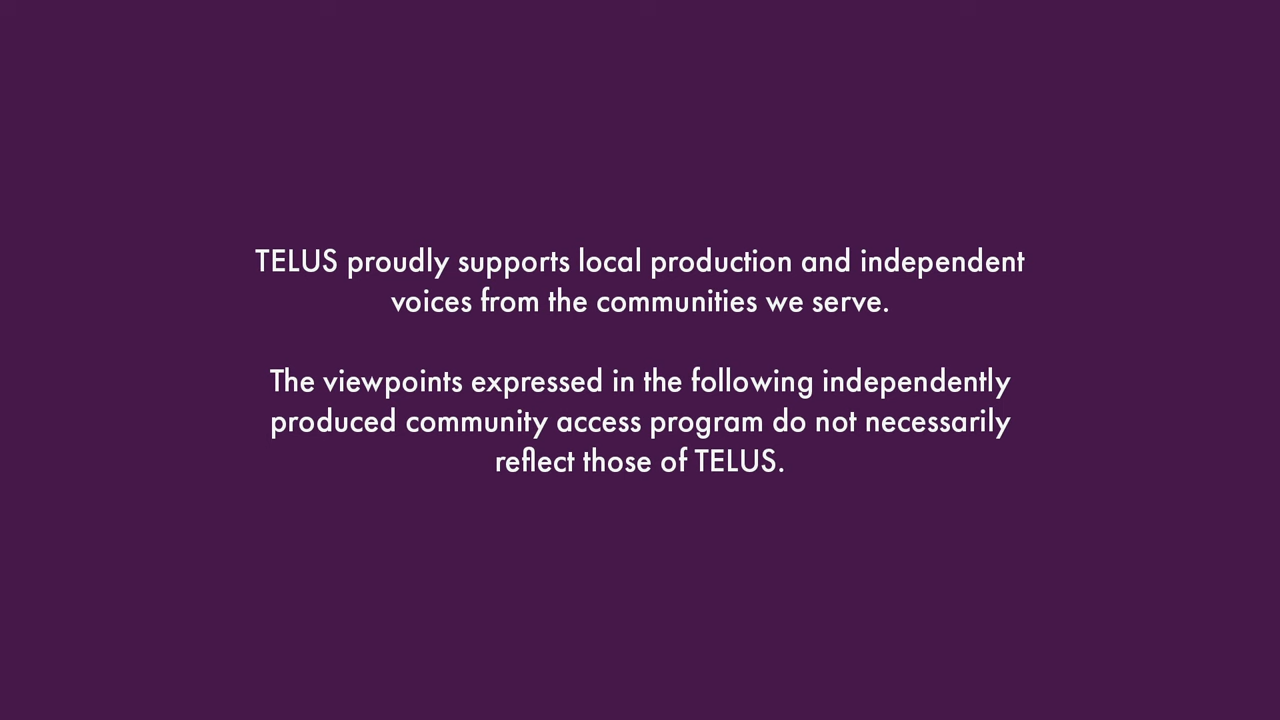 TELUS proudly supports local production and independent
voices from the communities we serve.
The viewpoints expressed in the following independently
produced community access program do not necessarily
reflect those of TELUS.